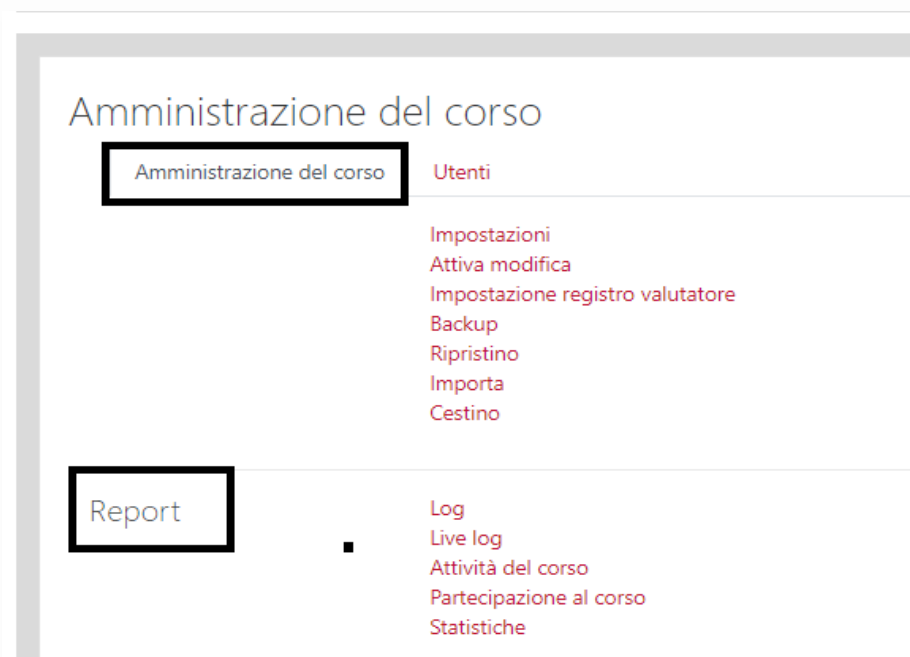 Amministrazione del corso
Amministrazione del corso Utenti
Impostazioni
Attiva modifica
Impostazione registro valutatore
Backup
Ripristino
Importa
Cestino
Report Log
Live log
Attività del corso
Partecipazione al corso
Statistiche